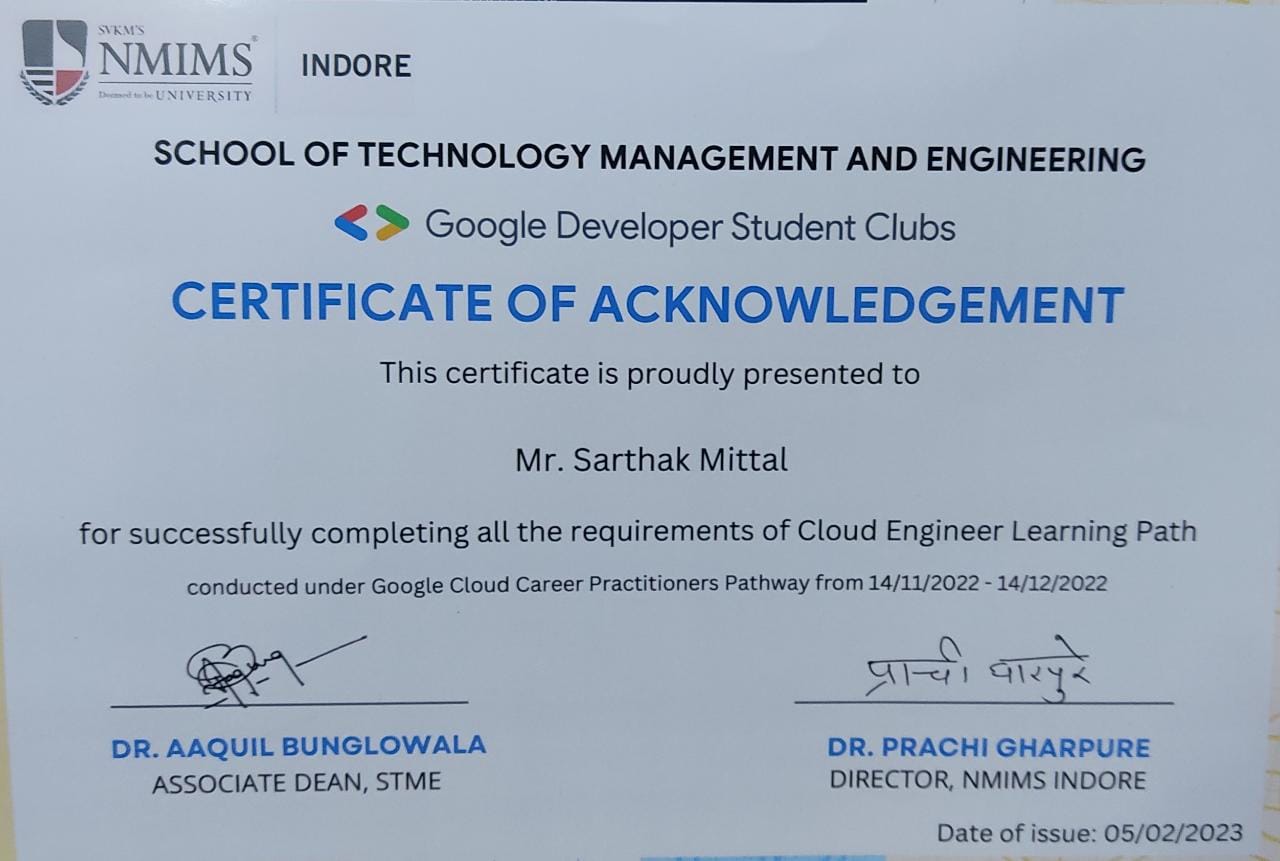 SVKM'S
NMIMS®
Deemed to be UNIVERSITY
INDORE
SCHOOL OF TECHNOLOGY MANAGEMENT AND ENGINEERING
Google Developer Student Clubs
CERTIFICATE OF ACKNOWLEDGEMENT
This certificate is proudly presented to
Mr. Sarthak Mittal
for successfully completing all the requirements of Cloud Engineer Learning Path
conducted under Google Cloud Career Practitioners Pathway from 14/11/2022 - 14/12/2022
प्राची घारपुरे
DR. AAQUIL BUNGLOWALA
ASSOCIATE DEAN, STME
DR. PRACHI GHARPURE
DIRECTOR, NMIMS INDORE
Date of issue: 05/02/2023